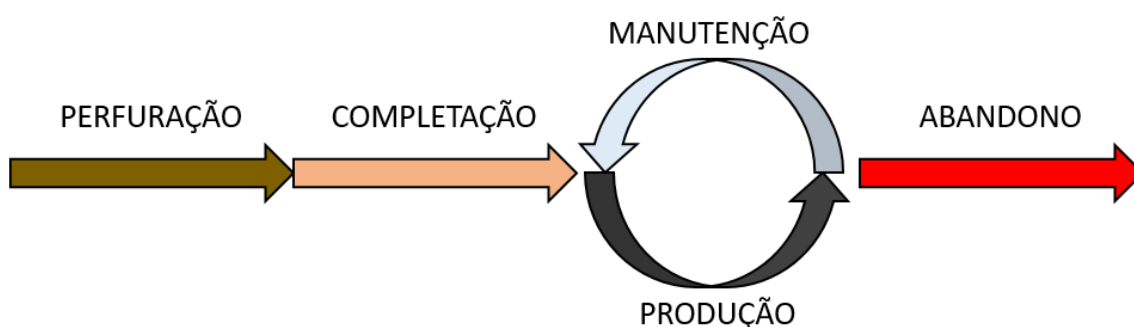 MANUTENÇÃO
PERFURAÇÃO
COMPLETAÇÃO
ABANDONO
PRODUÇÃO